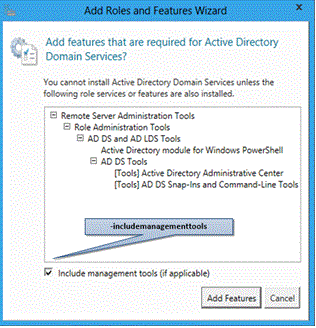 Add Roles and Features Wizard
x
Add features that are required for Active Directory
Domain Services?
You cannot install Active Directory Domain Services unless the
following role services or features are also installed.
Remote Server Administration Tools
Role Administration Tools
AD DS and AD LDS Tools
Active Directory module for Windows PowerShell
AD DS Tools
[Tools] Active Directory Administrative Center
[Tools] AD DS Snap-Ins and Command-Line Tools
-includemanagementtools
Include management tools (if applicable)
Add Features
Cancel